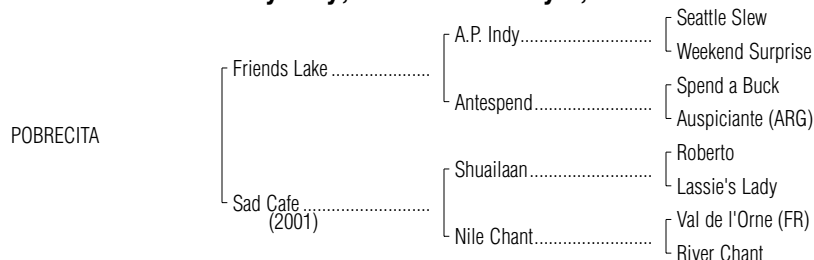 A.P. Indy
Seattle Slew
Weekend Surprise
Friends Lake
Antespend
Spend a Buck
Auspiciante (ARG)
POBRECITA
Shuailaan
Roberto
Lassie's Lady
Sad Cafe
(2001)
Nile Chant
Val de l'Orne (FR)
River Chant